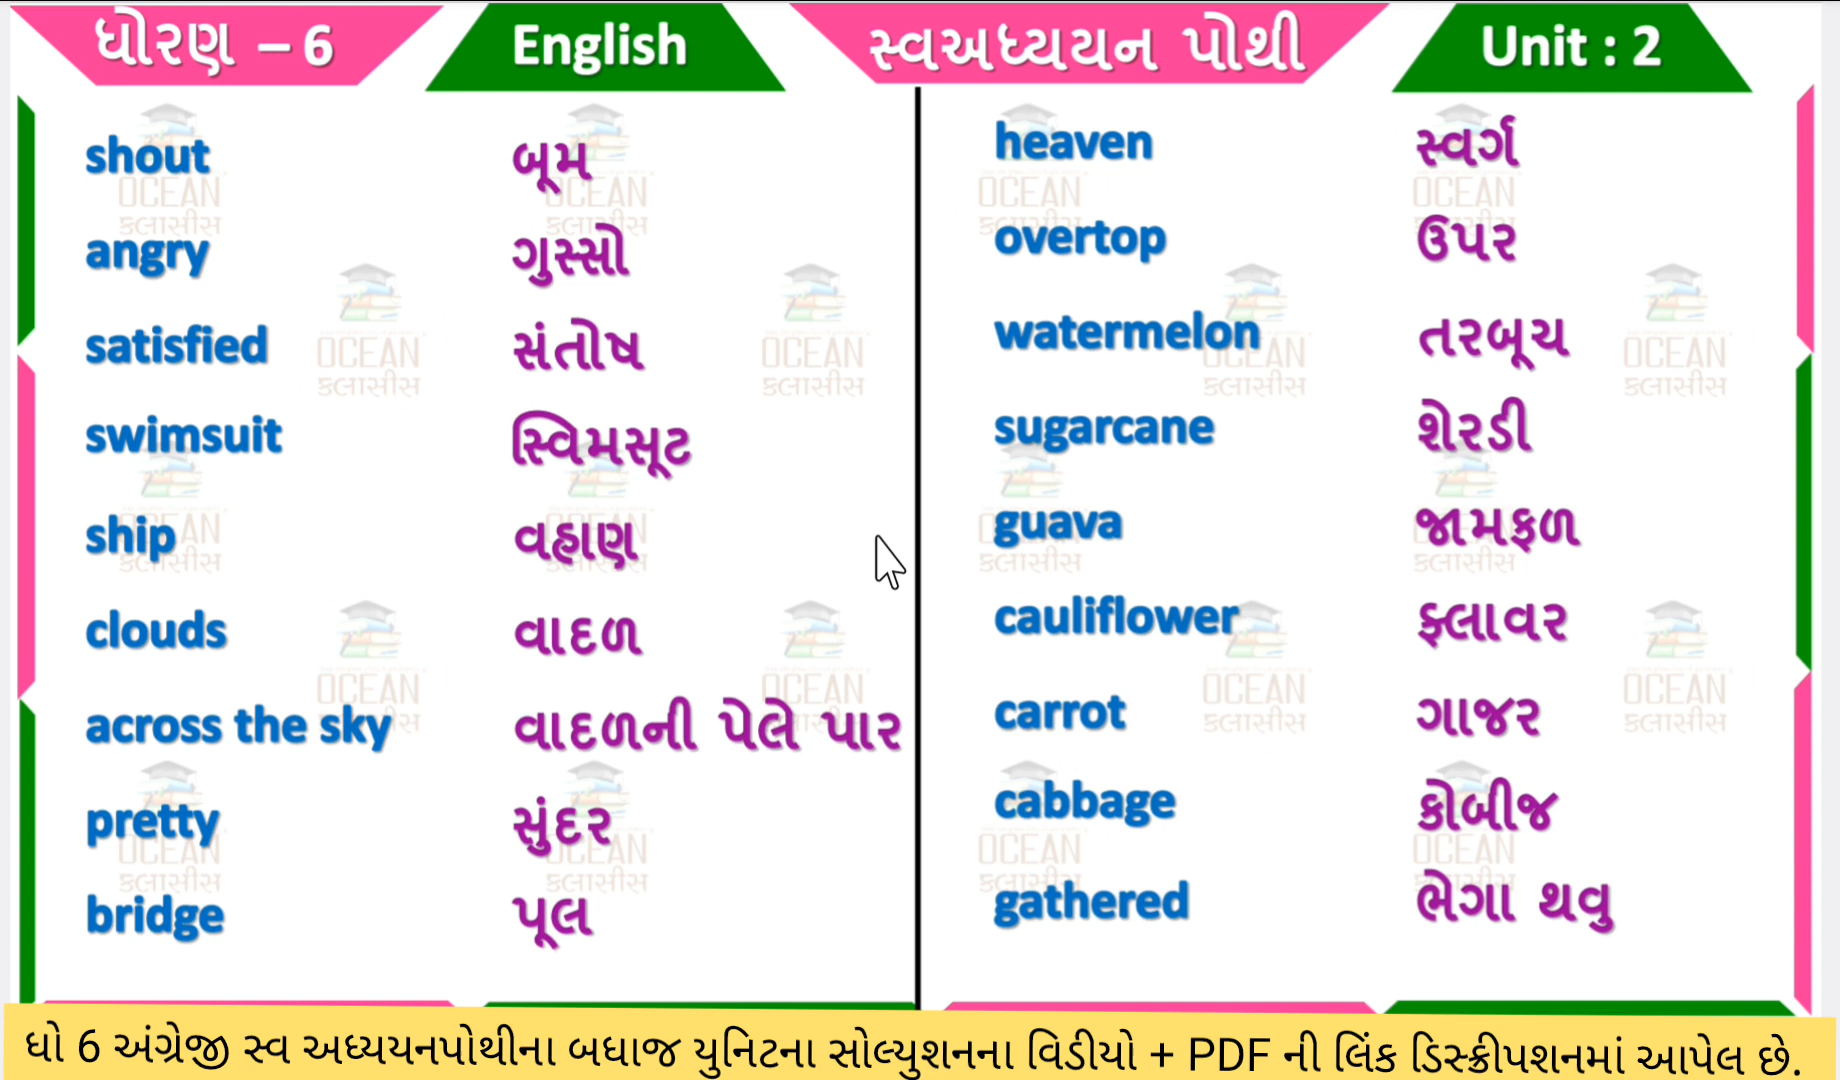 ધોરણ – 6 English સ્વઅધ્યયન પોથી Unit : 2
shout બૂમ
angry ગુસ્સો
satisfied સંતોષ
swimsuit સ્વિમસૂટ
ship વહાણ
clouds વાદળ
across the sky વાદળની પેલે પાર
pretty સુંદર
bridge પૂલ
heaven સ્વર્ગ
overtop ઉપર
watermelon તરબૂચ
sugarcane શેરડી
guava જામફળ
cauliflower ફ્લાવર
carrot ગાજર
cabbage કોબીજ
gathered ભેગા થવુ
OCEAN
ક્લાસીસ
ધો 6 અંગ્રેજી સ્વ અધ્યયનપોથીના બધાજ યુનિટના સોલ્યુશનના વિડીયો + PDF ની લિંક ડિસ્ક્રીપશનમાં આપેલ છે.